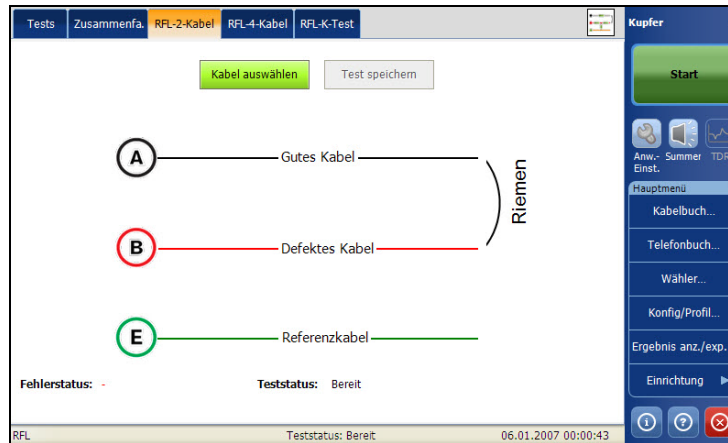 Tests Zusammenfa. RFL-2-Kabel RFL-4-Kabel RFL-K-Test
Kabel auswählen Test speichern
A Gutes Kabel
Riemen
B Defektes Kabel
E Referenzkabel
Fehlerstatus: - Teststatus: Bereit
RFL Teststatus: Bereit 06.01.2007 00:00:43
Kupfer
Start
Anw.- Summer TDR
Einst.
Hauptmenü
Kabelbuch...
Telefonbuch...
Wähler...
Konfig/Profil...
Ergebnis anz./exp.
Einrichtung